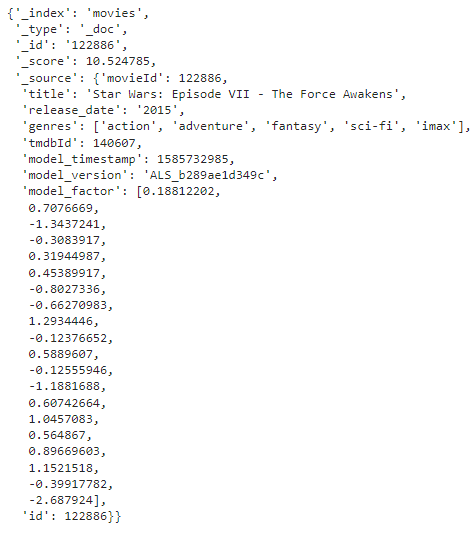 {'_index': 'movies',
'_type': '_doc',
'_id': '122886',
'_score': 10.524785,
'_source': {'movieId': 122886,
'title': 'Star Wars: Episode VII - The Force Awakens',
'release_date': '2015',
'genres': ['action', 'adventure', 'fantasy', 'sci-fi', 'imax'],
'tmdbId': 140607,
'model_timestamp': 1585732985,
'model_version': 'ALS_b289ae1d349c',
'model_factor': [0.18812202,
0.7076669,
-1.3437241,
-0.3083917,
0.31944987,
0.45389917,
-0.8027336,
-0.66270983,
1.2934446,
-0.12376652,
0.5889607,
-0.12555946,
-1.1881688,
0.60742664,
1.0457083,
0.564867,
0.89669603,
1.1521518,
-0.39917782,
-2.687924],
'id': 122886}}